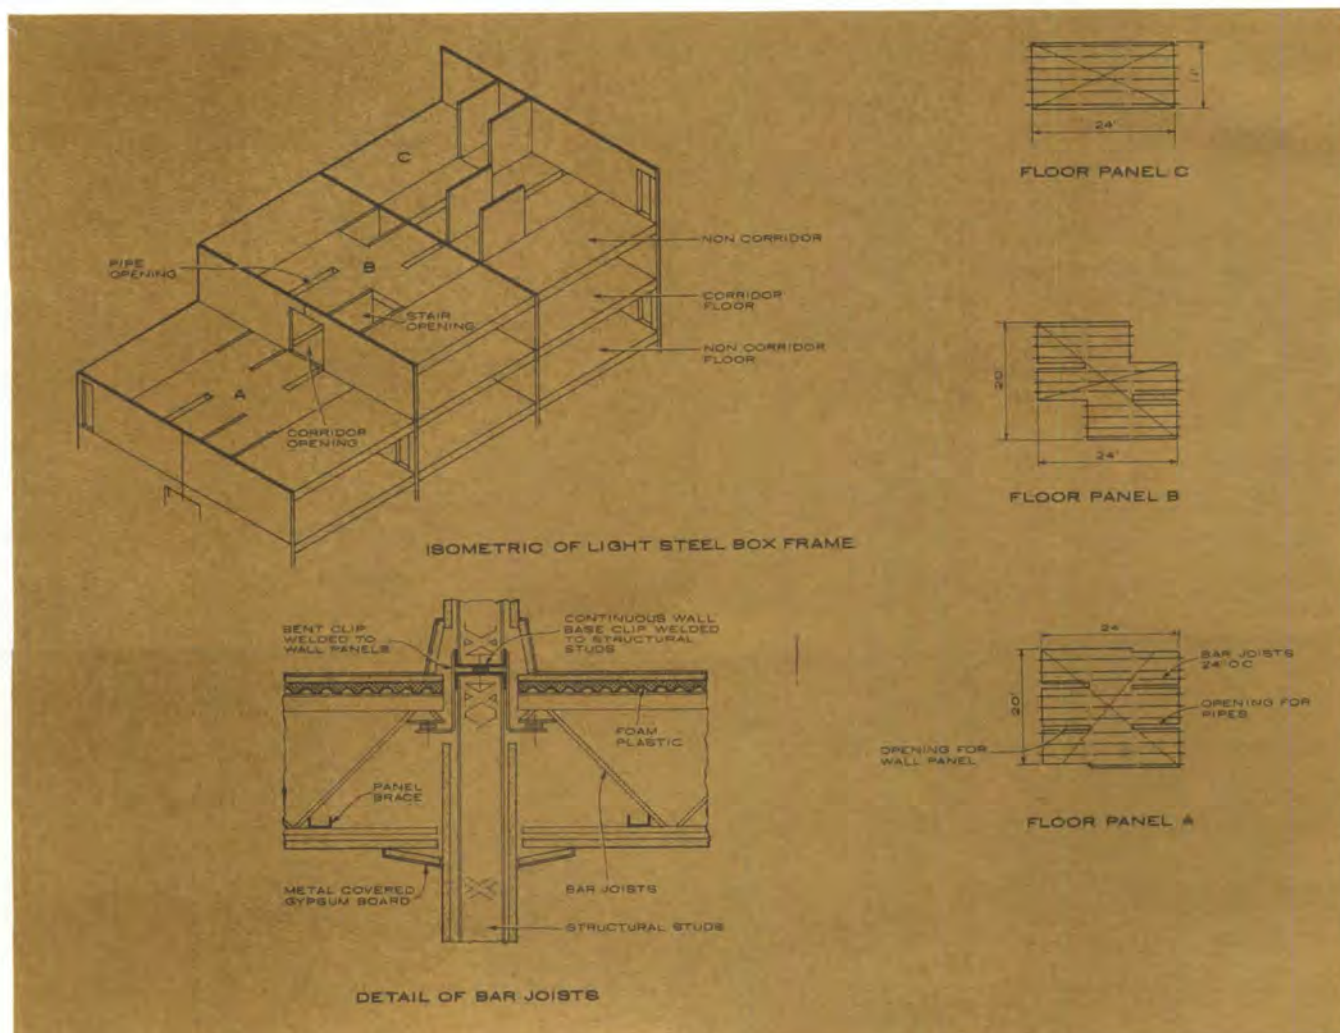 C
NON CORRIDOR
PIPE
OPENING
B
CORRIDOR
FLOOR
STAIR
OPENING
NON CORRIDOR
FLOOR
A
CORRIDOR
OPENING
ISOMETRIC OF LIGHT STEEL BOX FRAME
BENT CLIP
WELDED TO
WALL PANELS
CONTINUOUS WALL
BASE CLIP WELDED
TO STRUCTURAL
STUDS
FOAM
PLASTIC
PANEL
BRACE
METAL COVERED
GYPSUM BOARD
BAR JOISTS
STRUCTURAL STUDS
DETAIL OF BAR JOISTS
24'
FLOOR PANEL C
20'
24'
FLOOR PANEL B
24
20'
BAR JOISTS
24" O.C
OPENING FOR
PIPES
OPENING FOR
WALL PANEL
FLOOR PANEL A